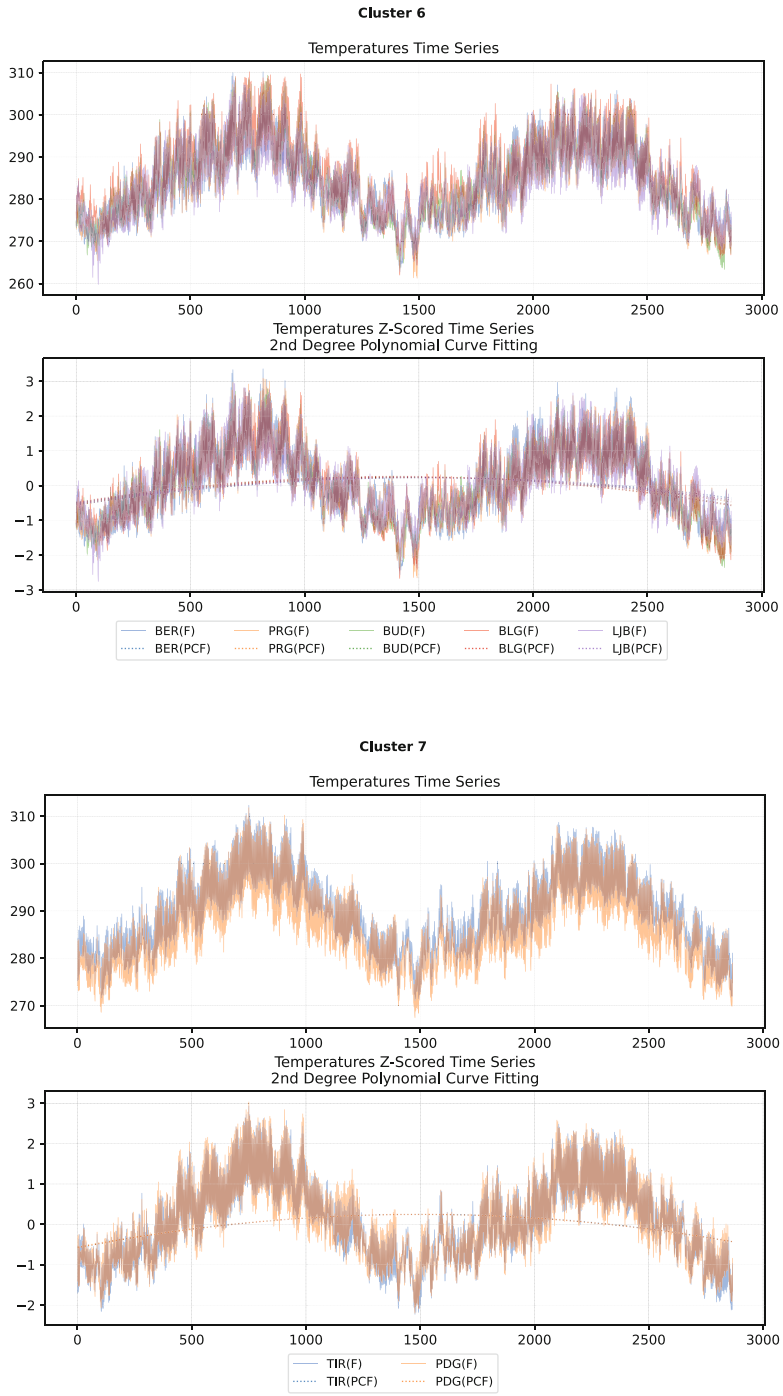 Cluster 6
Temperatures Time Series
310
300
290
280
270
260
0 500 1000 1500 2000 2500 3000
Temperatures Z-Scored Time Series
2nd Degree Polynomial Curve Fitting
3
2
1
0
−1
−2
−3
0 500 1000 1500 2000 2500 3000
BER(F) PRG(F) BUD(F) BLG(F) LJB(F)
BER(PCF) PRG(PCF) BUD(PCF) BLG(PCF) LJB(PCF)
Cluster 7
Temperatures Time Series
310
300
290
280
270
0 500 1000 1500 2000 2500 3000
Temperatures Z-Scored Time Series
2nd Degree Polynomial Curve Fitting
3
2
1
0
−1
−2
0 500 1000 1500 2000 2500 3000
TIR(F) PDG(F)
TIR(PCF) PDG(PCF)